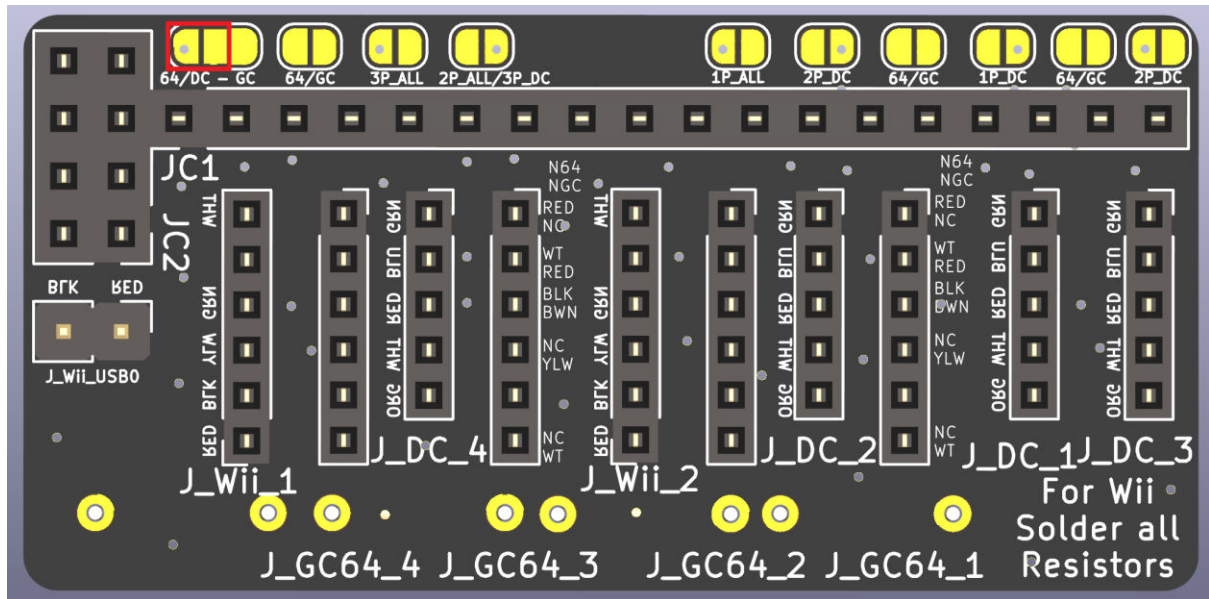 64/DC - GC
64/GC
3P_ALL
2P_ALL/3P_DC
1P_ALL
2P_DC
64/GC
1P_DC
64/GC
2P_DC
JC1
JC2
BLK
RED
J_Wii_USB0
WHT
GRN
YLW
BLK
RED
J_Wii_1
GRN
BLU
RED
WHT
ORG
J_DC_4
N64
NGC
RED
NC
WT
RED
BLK
BWN
NC
YLW
NC
WT
WHT
GRN
YLW
BLK
RED
J_Wii_2
GRN
BLU
RED
WHT
ORG
J_DC_2
N64
NGC
RED
NC
WT
RED
BLK
BWN
NC
YLW
NC
WT
GRN
BLU
RED
WHT
ORG
J_DC_1
GRN
BLU
RED
WHT
ORG
J_DC_3
J_GC64_4
J_GC64_3
J_GC64_2
J_GC64_1
For Wii
Solder all
Resistors